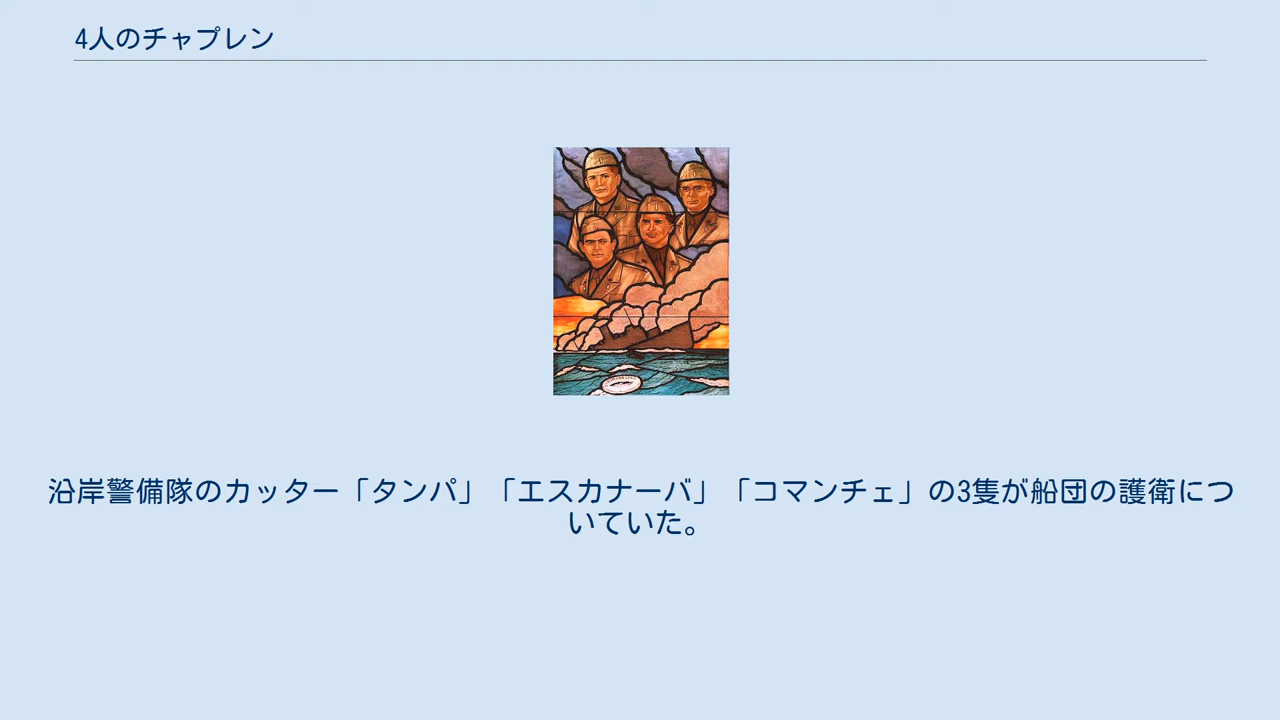 4人のチャプレン
沿岸警備隊のカッター「タンパ」「エスカナーバ」「コマンチェ」の3隻が船団の護衛につ
いていた。